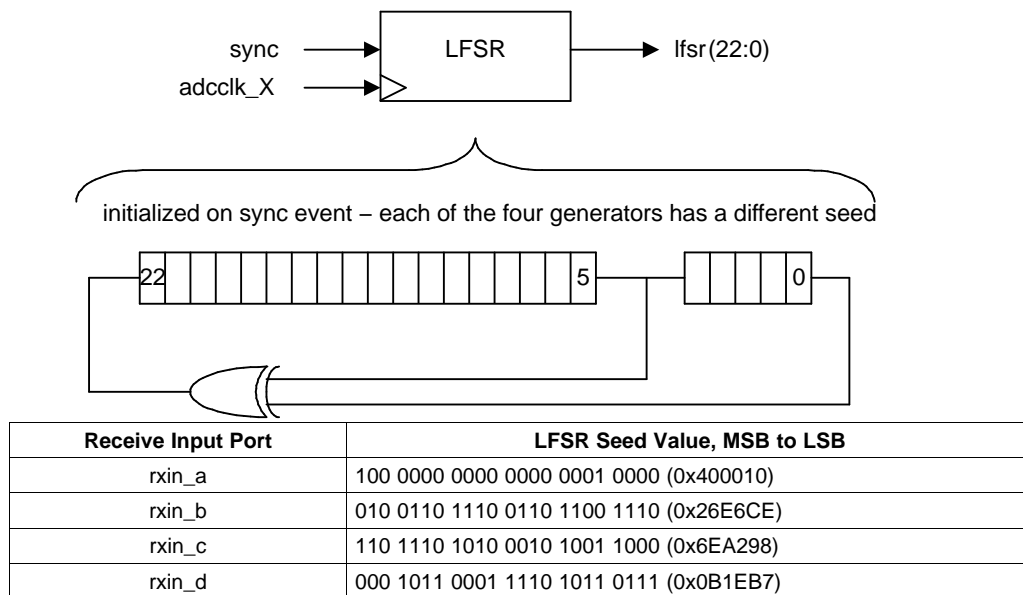 sync
LFSR
lfsr(22:0)
adcclk_X
initialized on sync event – each of the four generators has a different seed
22 5 0
Receive Input Port LFSR Seed Value, MSB to LSB
rxin_a 100 0000 0000 0000 0001 0000 (0x400010)
rxin_b 010 0110 1110 0110 1100 1110 (0x26E6CE)
rxin_c 110 1110 1010 0010 1001 1000 (0x6EA298)
rxin_d 000 1011 0001 1110 1011 0111 (0x0B1EB7)